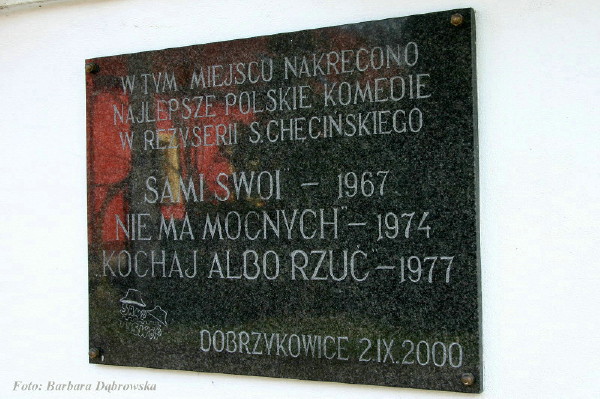 W TYM MIEJSCU NAKRĘCONO
NAJLEPSZE POLSKIE KOMEDIE
W REŻYSERII S.CHĘCIŃSKIEGO
„SAMI SWOI" – 1967
„NIE MA MOCNYCH" – 1974
„KOCHAJ ALBO RZUĆ" – 1977
DOBRZYKOWICE 2.IX.2000
Foto: Barbara Dąbrowska